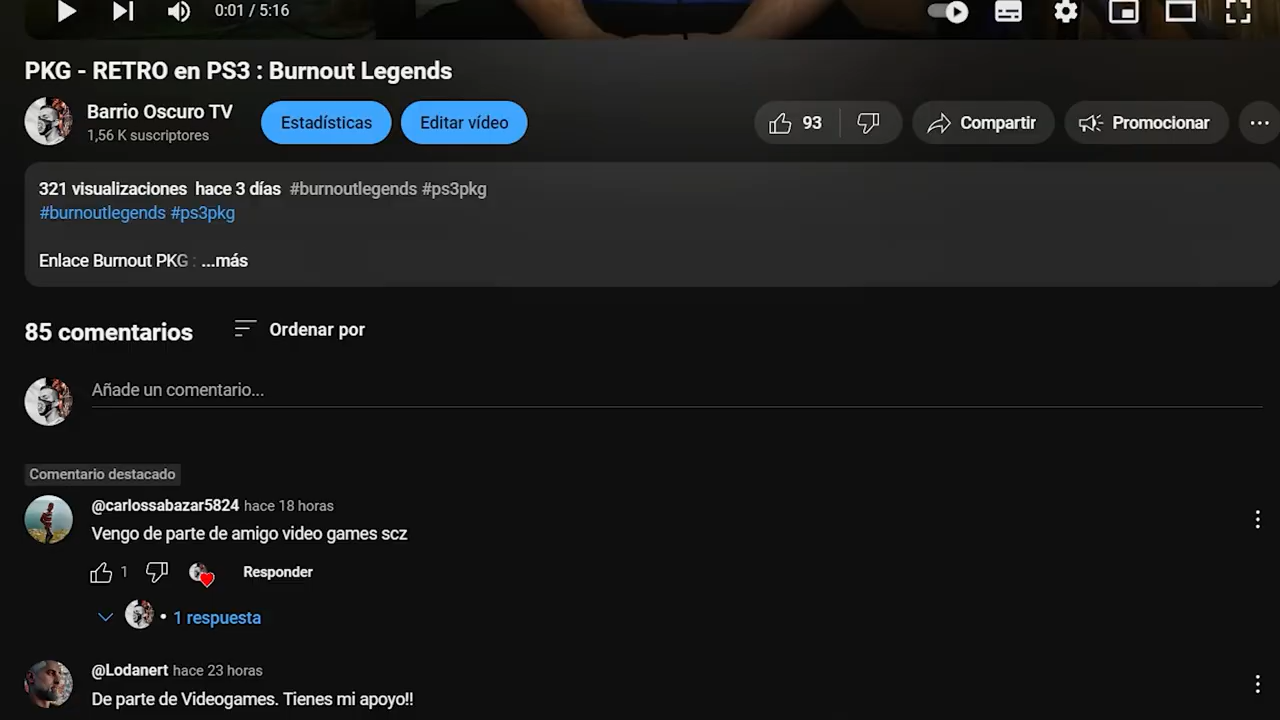 0:01 / 5:16
PKG - RETRO en PS3 : Burnout Legends
Barrio Oscuro TV
1,56 K suscriptores
Estadísticas
Editar vídeo
93
Compartir
Promocionar
321 visualizaciones hace 3 días #burnoutlegends #ps3pkg
#burnoutlegends #ps3pkg
Enlace Burnout PKG : ...más
85 comentarios
Ordenar por
Añade un comentario...
Comentario destacado
@carlossabazar5824 hace 18 horas
Vengo de parte de amigo video games scz
1
Responder
• 1 respuesta
@Lodanert hace 23 horas
De parte de Videogames. Tienes mi apoyo!!